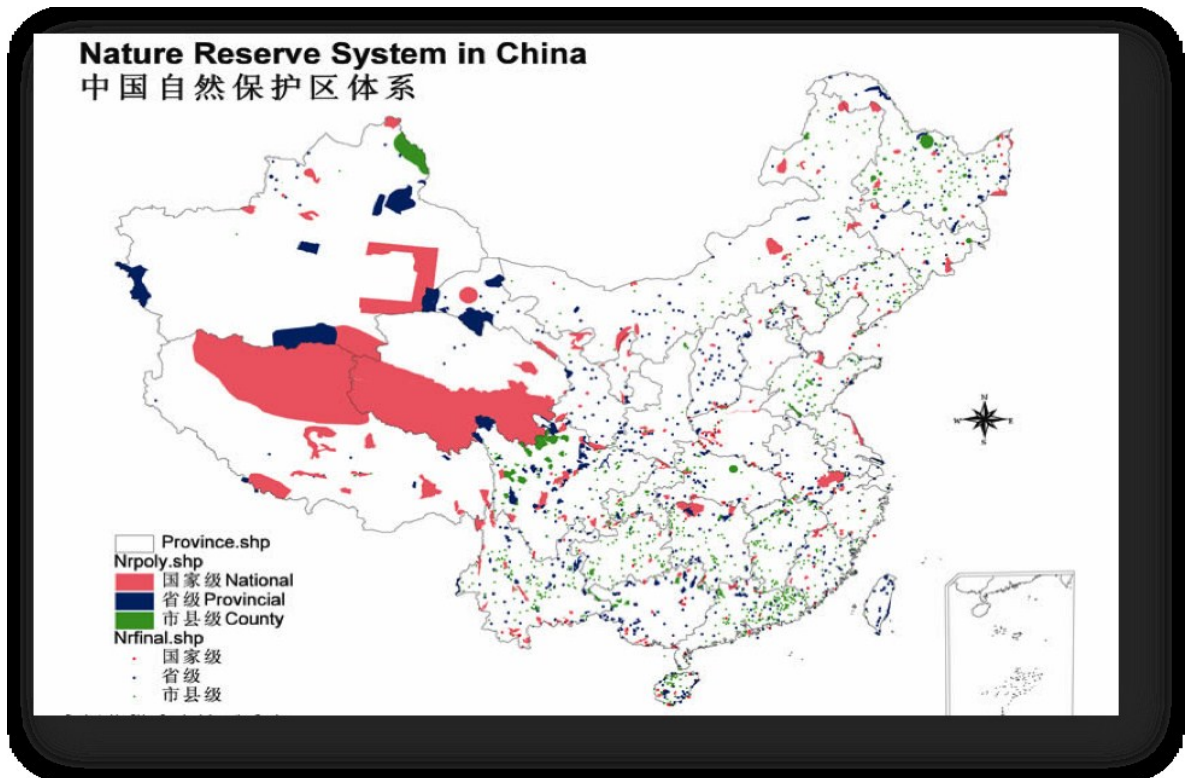 Nature Reserve System in China
中国自然保护区体系
N
W
E
S
Province.shp
Nrpoly.shp
国家级 National
省级 Provincial
市县级 County
Nrfinal.shp
国家级
省级
市县级